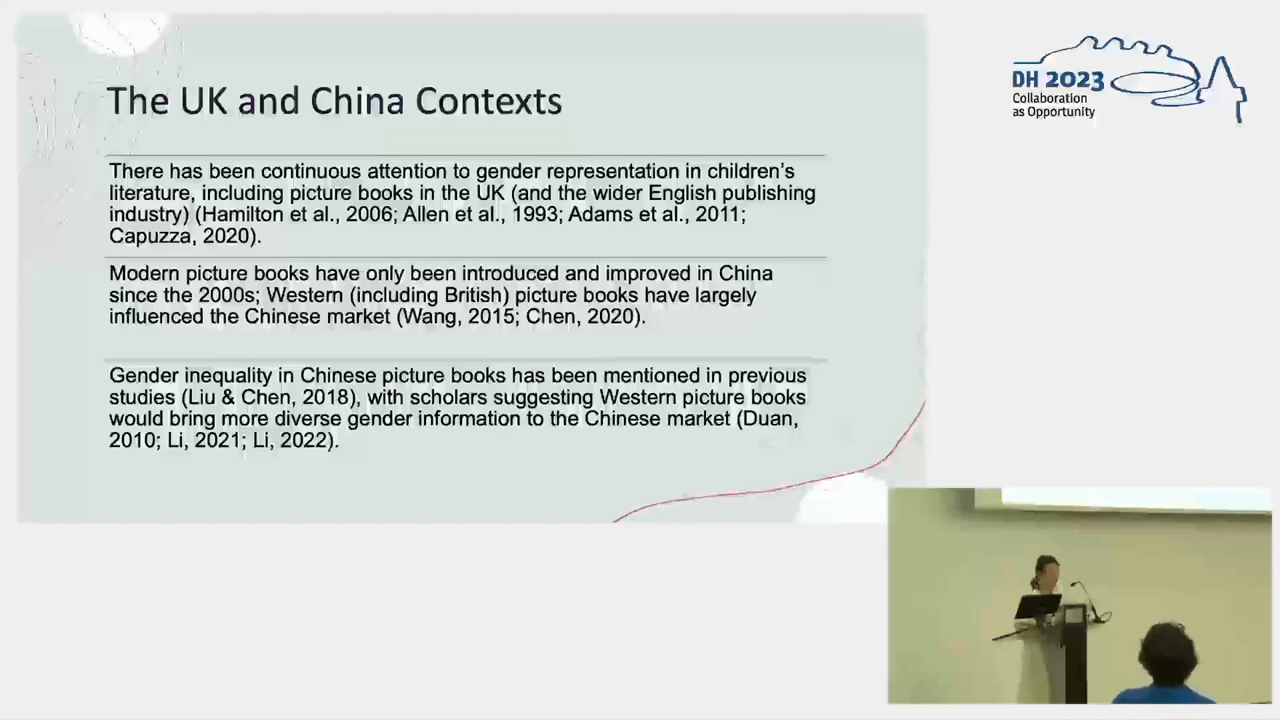 The UK and China Contexts
There has been continuous attention to gender representation in children's
literature, including picture books in the UK (and the wider English publishing
industry) (Hamilton et al., 2006; Allen et al., 1993; Adams et al., 2011;
Capuzza, 2020).
Modern picture books have only been introduced and improved in China
since the 2000s; Western (including British) picture books have largely
influenced the Chinese market (Wang, 2015; Chen, 2020).
Gender inequality in Chinese picture books has been mentioned in previous
studies (Liu & Chen, 2018), with scholars suggesting Western picture books
would bring more diverse gender information to the Chinese market (Duan,
2010; Li, 2021; Li, 2022).
DH 2023
Collaboration
as Opportunity